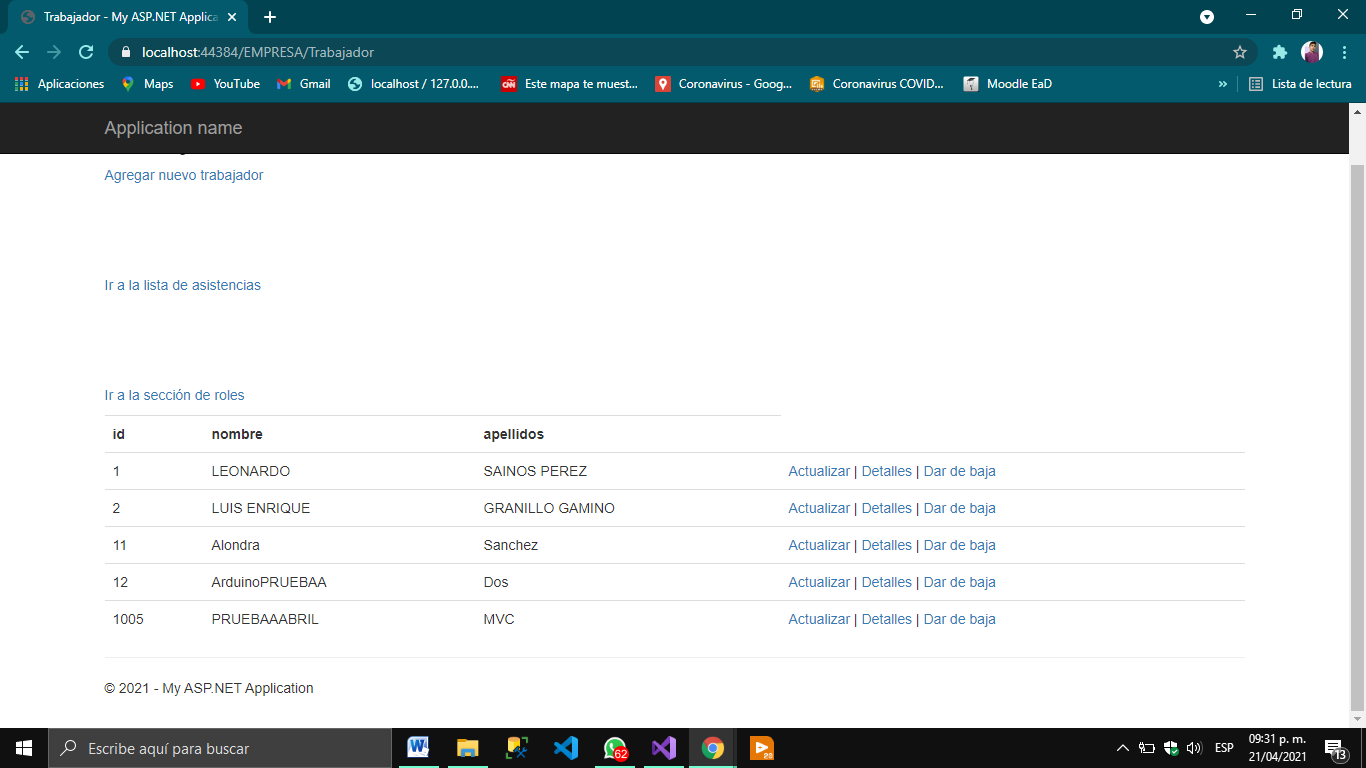 Trabajador - My ASP.NET Applica
localhost:44384/EMPRESA/Trabajador
Aplicaciones Maps YouTube Gmail localhost / 127.0.0.... CNN Este mapa te muest... Coronavirus - Goog... Coronavirus COVID... Moodle EaD » Lista de lectura
Application name
Agregar nuevo trabajador
Ir a la lista de asistencias
Ir a la sección de roles
id nombre apellidos
1 LEONARDO SAINOS PEREZ Actualizar | Detalles | Dar de baja
2 LUIS ENRIQUE GRANILLO GAMINO Actualizar | Detalles | Dar de baja
11 Alondra Sanchez Actualizar | Detalles | Dar de baja
12 ArduinoPRUEBAA Dos Actualizar | Detalles | Dar de baja
1005 PRUEBAAABRIL MVC Actualizar | Detalles | Dar de baja
© 2021 - My ASP.NET Application
Escribe aquí para buscar
62
ESP
09:31 p. m.
21/04/2021
13